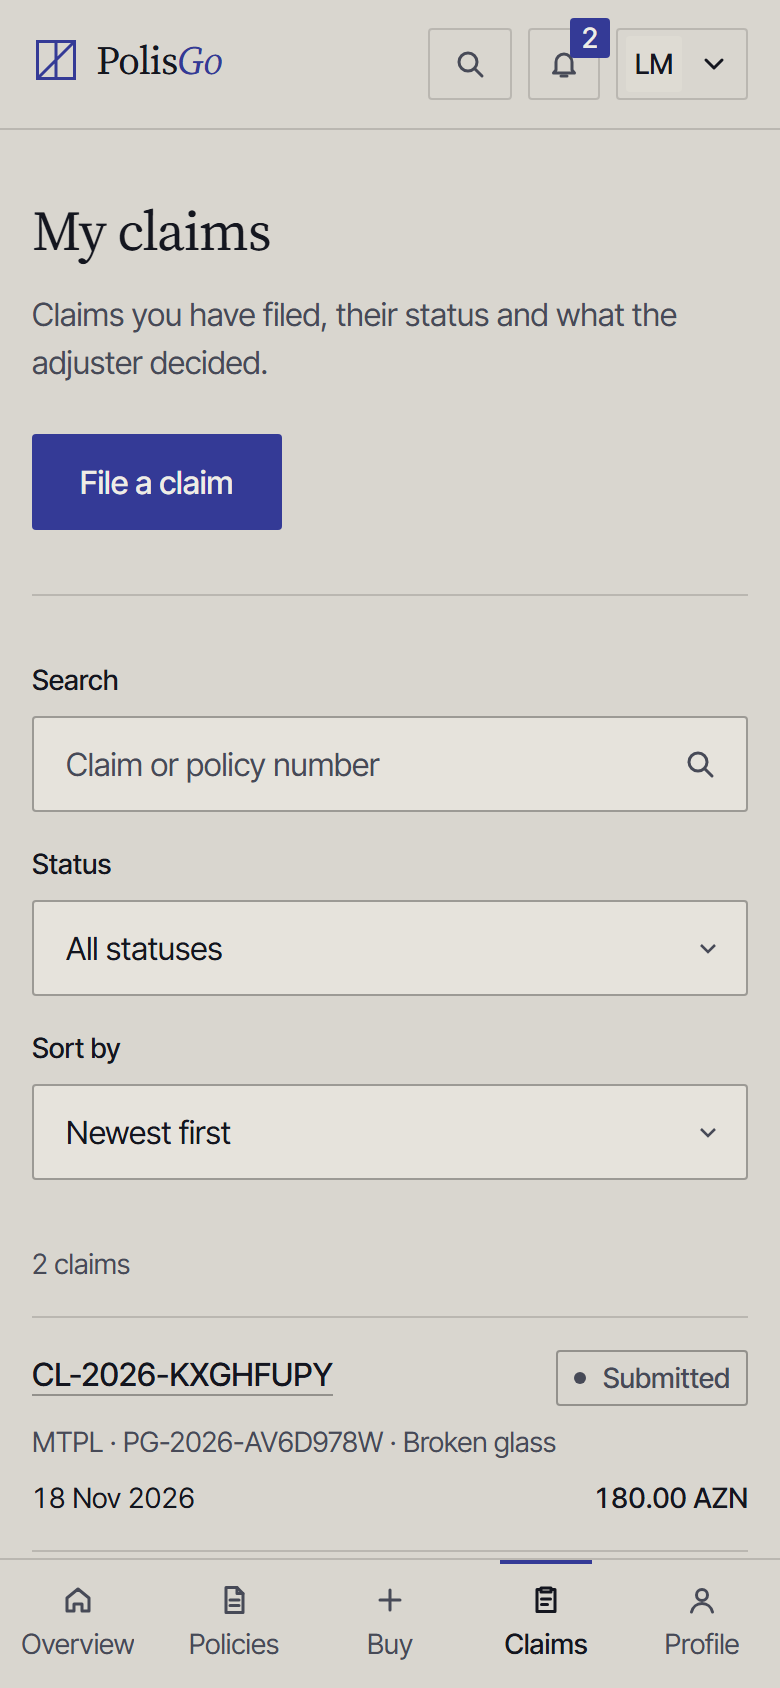 PolisGo
2
LM
My claims
Claims you have filed, their status and what the
adjuster decided.
File a claim
Search
Claim or policy number
Status
All statuses
Sort by
Newest first
2 claims
CL-2026-KXGHFUPY
Submitted
MTPL · PG-2026-AV6D978W · Broken glass
18 Nov 2026
180.00 AZN
Overview
Policies
Buy
Claims
Profile